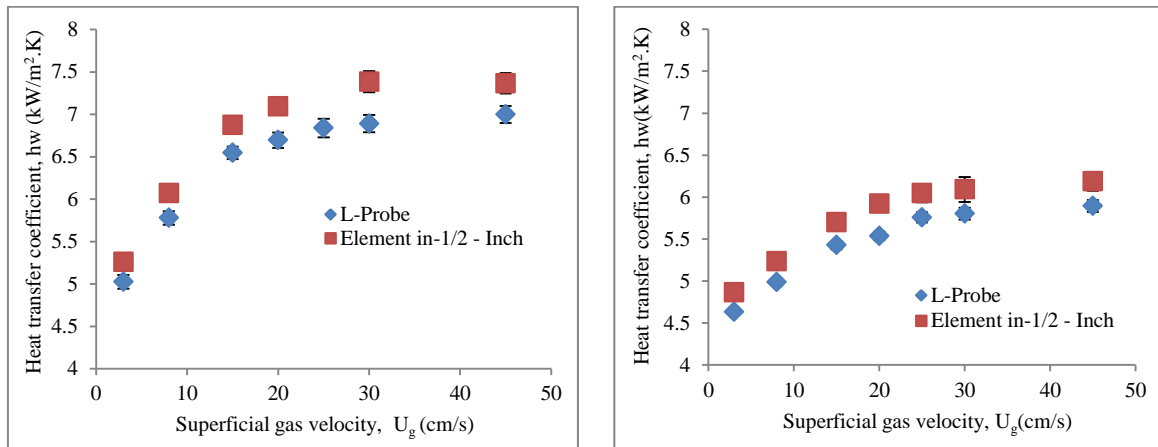 Heat transfer coefficient, hw (kW/m².K)
8
7.5
7
6.5
6
5.5
5
4.5
4
0 10 20 30 40 50
L-Probe
Element in-1/2 - Inch
Superficial gas velocity, Ug (cm/s)
Heat transfer coefficient, hw(kW/m².K)
8
7.5
7
6.5
6
5.5
5
4.5
4
0 10 20 30 40 50
L-Probe
Element in-1/2 - Inch
Superficial gas velocity, Ug(cm/s)